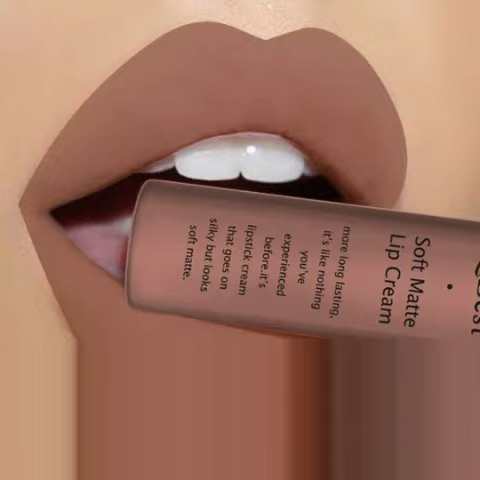 Soft Matte
Lip Cream
more long lasting,
it's like nothing
you've
experienced
before.it's
lipstick cream
that goes on
silky but looks
soft matte.